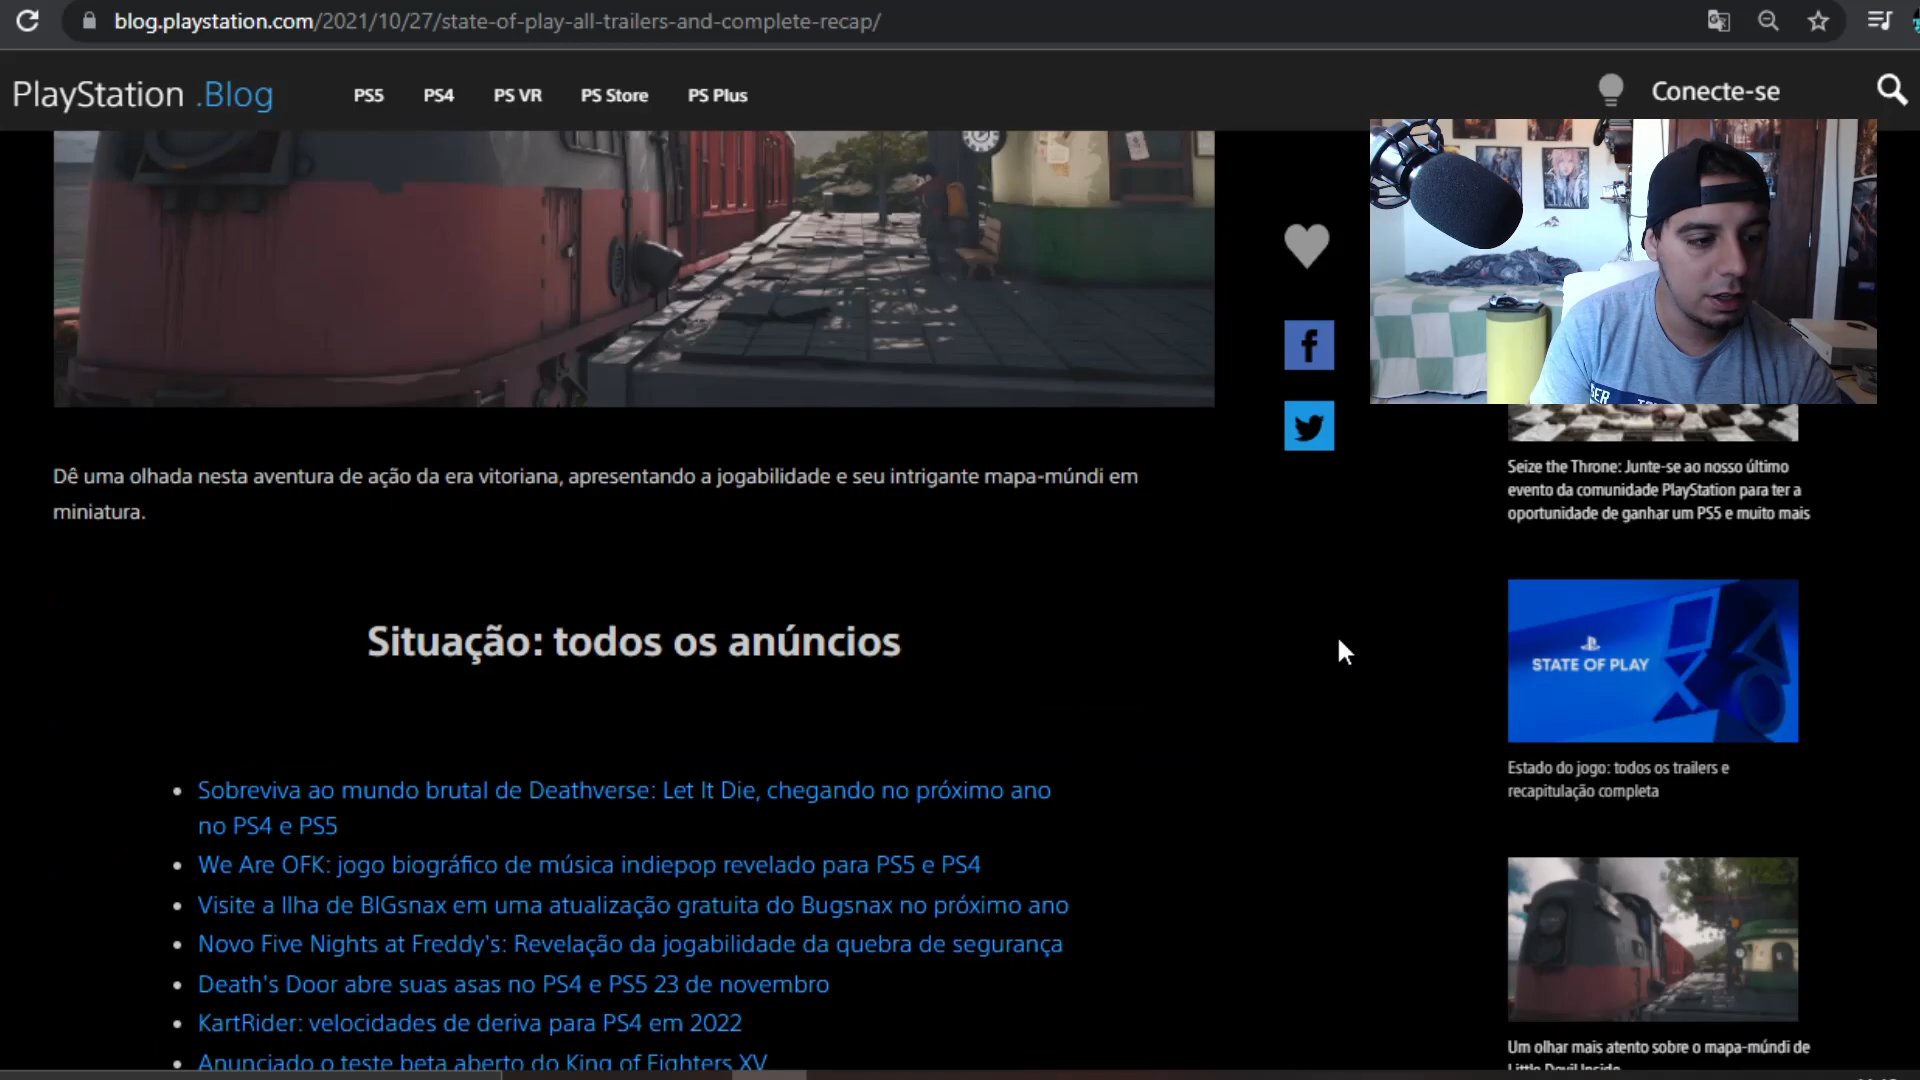 blog.playstation.com/2021/10/27/state-of-play-all-trailers-and-complete-recap/
PlayStation .Blog
PS5
PS4
PS VR
PS Store
PS Plus
Conecte-se
Dê uma olhada nesta aventura de ação da era vitoriana, apresentando a jogabilidade e seu intrigante mapa-múndi em
miniatura.
Situação: todos os anúncios
Sobreviva ao mundo brutal de Deathverse: Let It Die, chegando no próximo ano
no PS4 e PS5
We Are OFK: jogo biográfico de música indiepop revelado para PS5 e PS4
Visite a Ilha de BIGsnax em uma atualização gratuita do Bugsnax no próximo ano
Novo Five Nights at Freddy's: Revelação da jogabilidade da quebra de segurança
Death's Door abre suas asas no PS4 e PS5 23 de novembro
KartRider: velocidades de deriva para PS4 em 2022
Anunciado o teste beta aberto do King of Fighters XV
Seize the Throne: Junte-se ao nosso último
evento da comunidade PlayStation para ter a
oportunidade de ganhar um PS5 e muito mais
STATE OF PLAY
Estado do jogo: todos os trailers e
recapitulação completa
Um olhar mais atento sobre o mapa-múndi de
Little Devil Inside